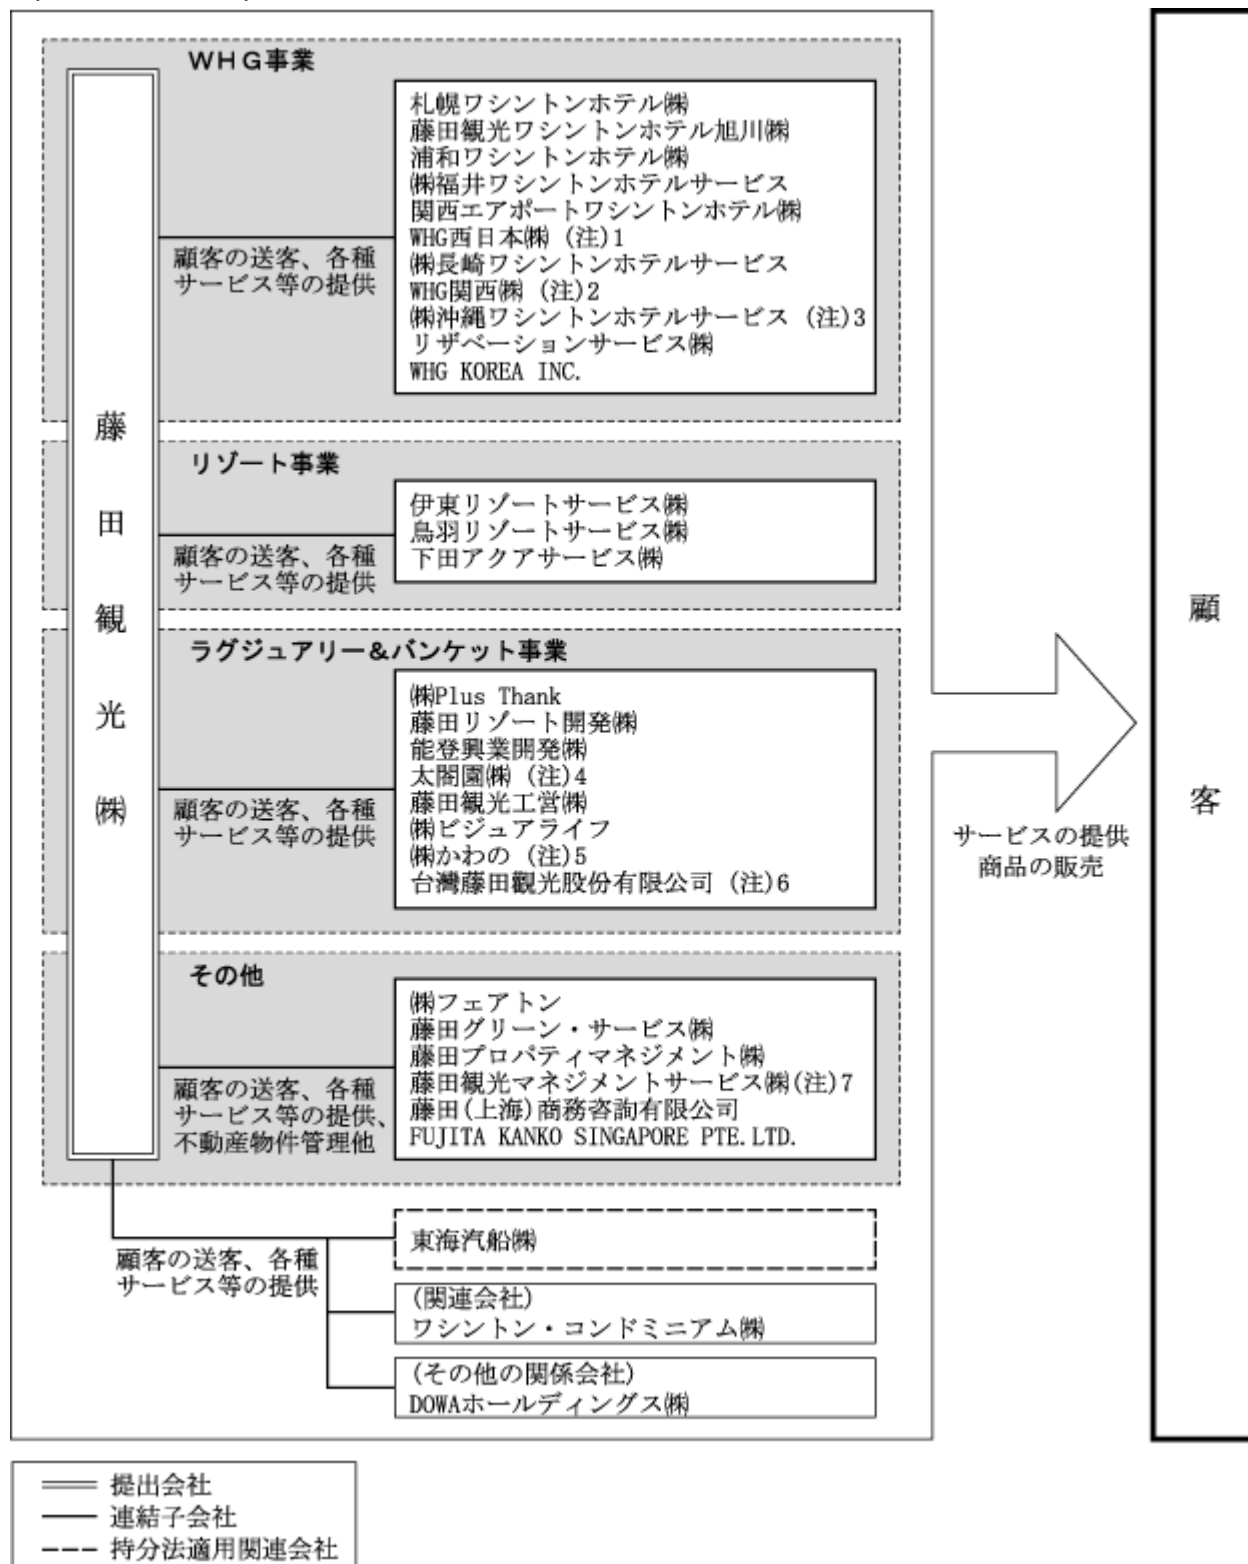 WHG事業
札幌ワシントンホテル㈱
藤田観光ワシントンホテル旭川㈱
浦和ワシントンホテル㈱
㈱福井ワシントンホテルサービス
関西エアポートワシントンホテル㈱
WHG西日本㈱ (注)1
㈱長崎ワシントンホテルサービス
WHG関西㈱ (注)2
㈱沖縄ワシントンホテルサービス (注)3
リザベーションサービス㈱
WHG KOREA INC.
顧客の送客、各種
サービス等の提供
藤田観光㈱
リゾート事業
伊東リゾートサービス㈱
鳥羽リゾートサービス㈱
下田アクアサービス㈱
顧客の送客、各種
サービス等の提供
ラグジュアリー&バンケット事業
㈱Plus Thank
藤田リゾート開発㈱
能登興業開発㈱
太閤園㈱ (注)4
藤田観光工営㈱
㈱ビジュアライフ
㈱かわの (注)5
台灣藤田觀光股份有限公司 (注)6
顧客の送客、各種
サービス等の提供
その他
㈱フェアトン
藤田グリーン・サービス㈱
藤田プロパティマネジメント㈱
藤田観光マネジメントサービス㈱(注)7
藤田(上海)商務咨詢有限公司
FUJITA KANKO SINGAPORE PTE.LTD.
顧客の送客、各種
サービス等の提供、
不動産物件管理他
東海汽船㈱
顧客の送客、各種
サービス等の提供
(関連会社)
ワシントン・コンドミニアム㈱
(その他の関係会社)
DOWAホールディングス㈱
サービスの提供
商品の販売
顧客
提出会社
連結子会社
持分法適用関連会社